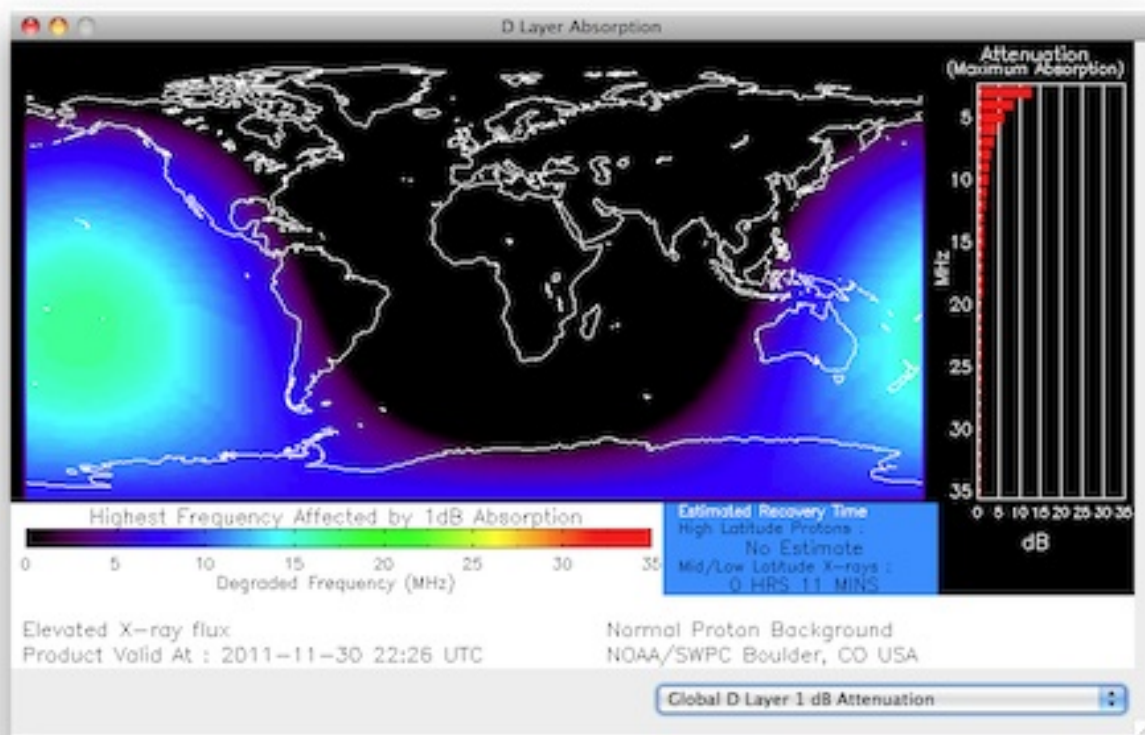 D Layer Absorption
Attenuation
(Maximum Absorption)
5
10
15
20
25
30
35
MHz
0 5 10 15 20 25 30 35
dB
Highest Frequency Affected by 1dB Absorption
0 5 10 15 20 25 30 35
Degraded Frequency (MHz)
Estimated Recovery Time
High Latitude Protons :
No Estimate
Mid/Low Latitude X-rays :
0 HRS 11 MINS
Elevated X-ray flux
Product Valid At : 2011-11-30 22:26 UTC
Normal Proton Background
NOAA/SWPC Boulder, CO USA
Global D Layer 1 dB Attenuation